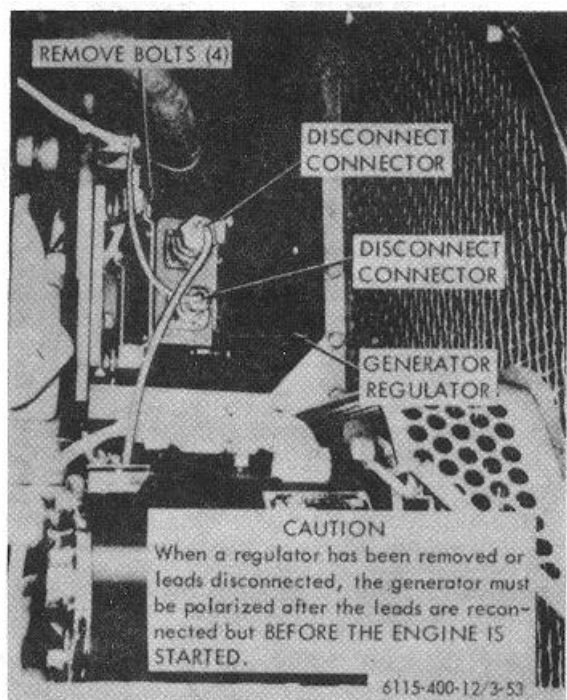 REMOVE BOLTS (4)
DISCONNECT
CONNECTOR
DISCONNECT
CONNECTOR
GENERATOR
REGULATOR
CAUTION
When a regulator has been removed or
leads disconnected, the generator must
be polarized after the leads are recon-
nected but BEFORE THE ENGINE IS
STARTED.
6115-400-12/3-53